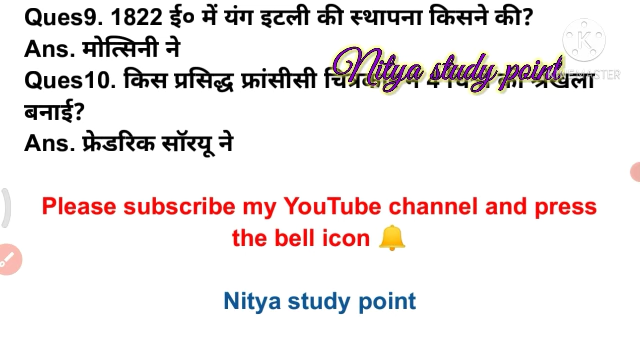 Ques9. 1822 ई० में यंग इटली की स्थापना किसने की?
Ans. मोत्सिनी ने
Ques10. किस प्रसिद्ध फ्रांसीसी
Nitya study point
बनाई?
Ans. फ्रेडरिक सॉरयू ने
Please subscribe my YouTube channel and press
the bell icon 🔔
Nitya study point